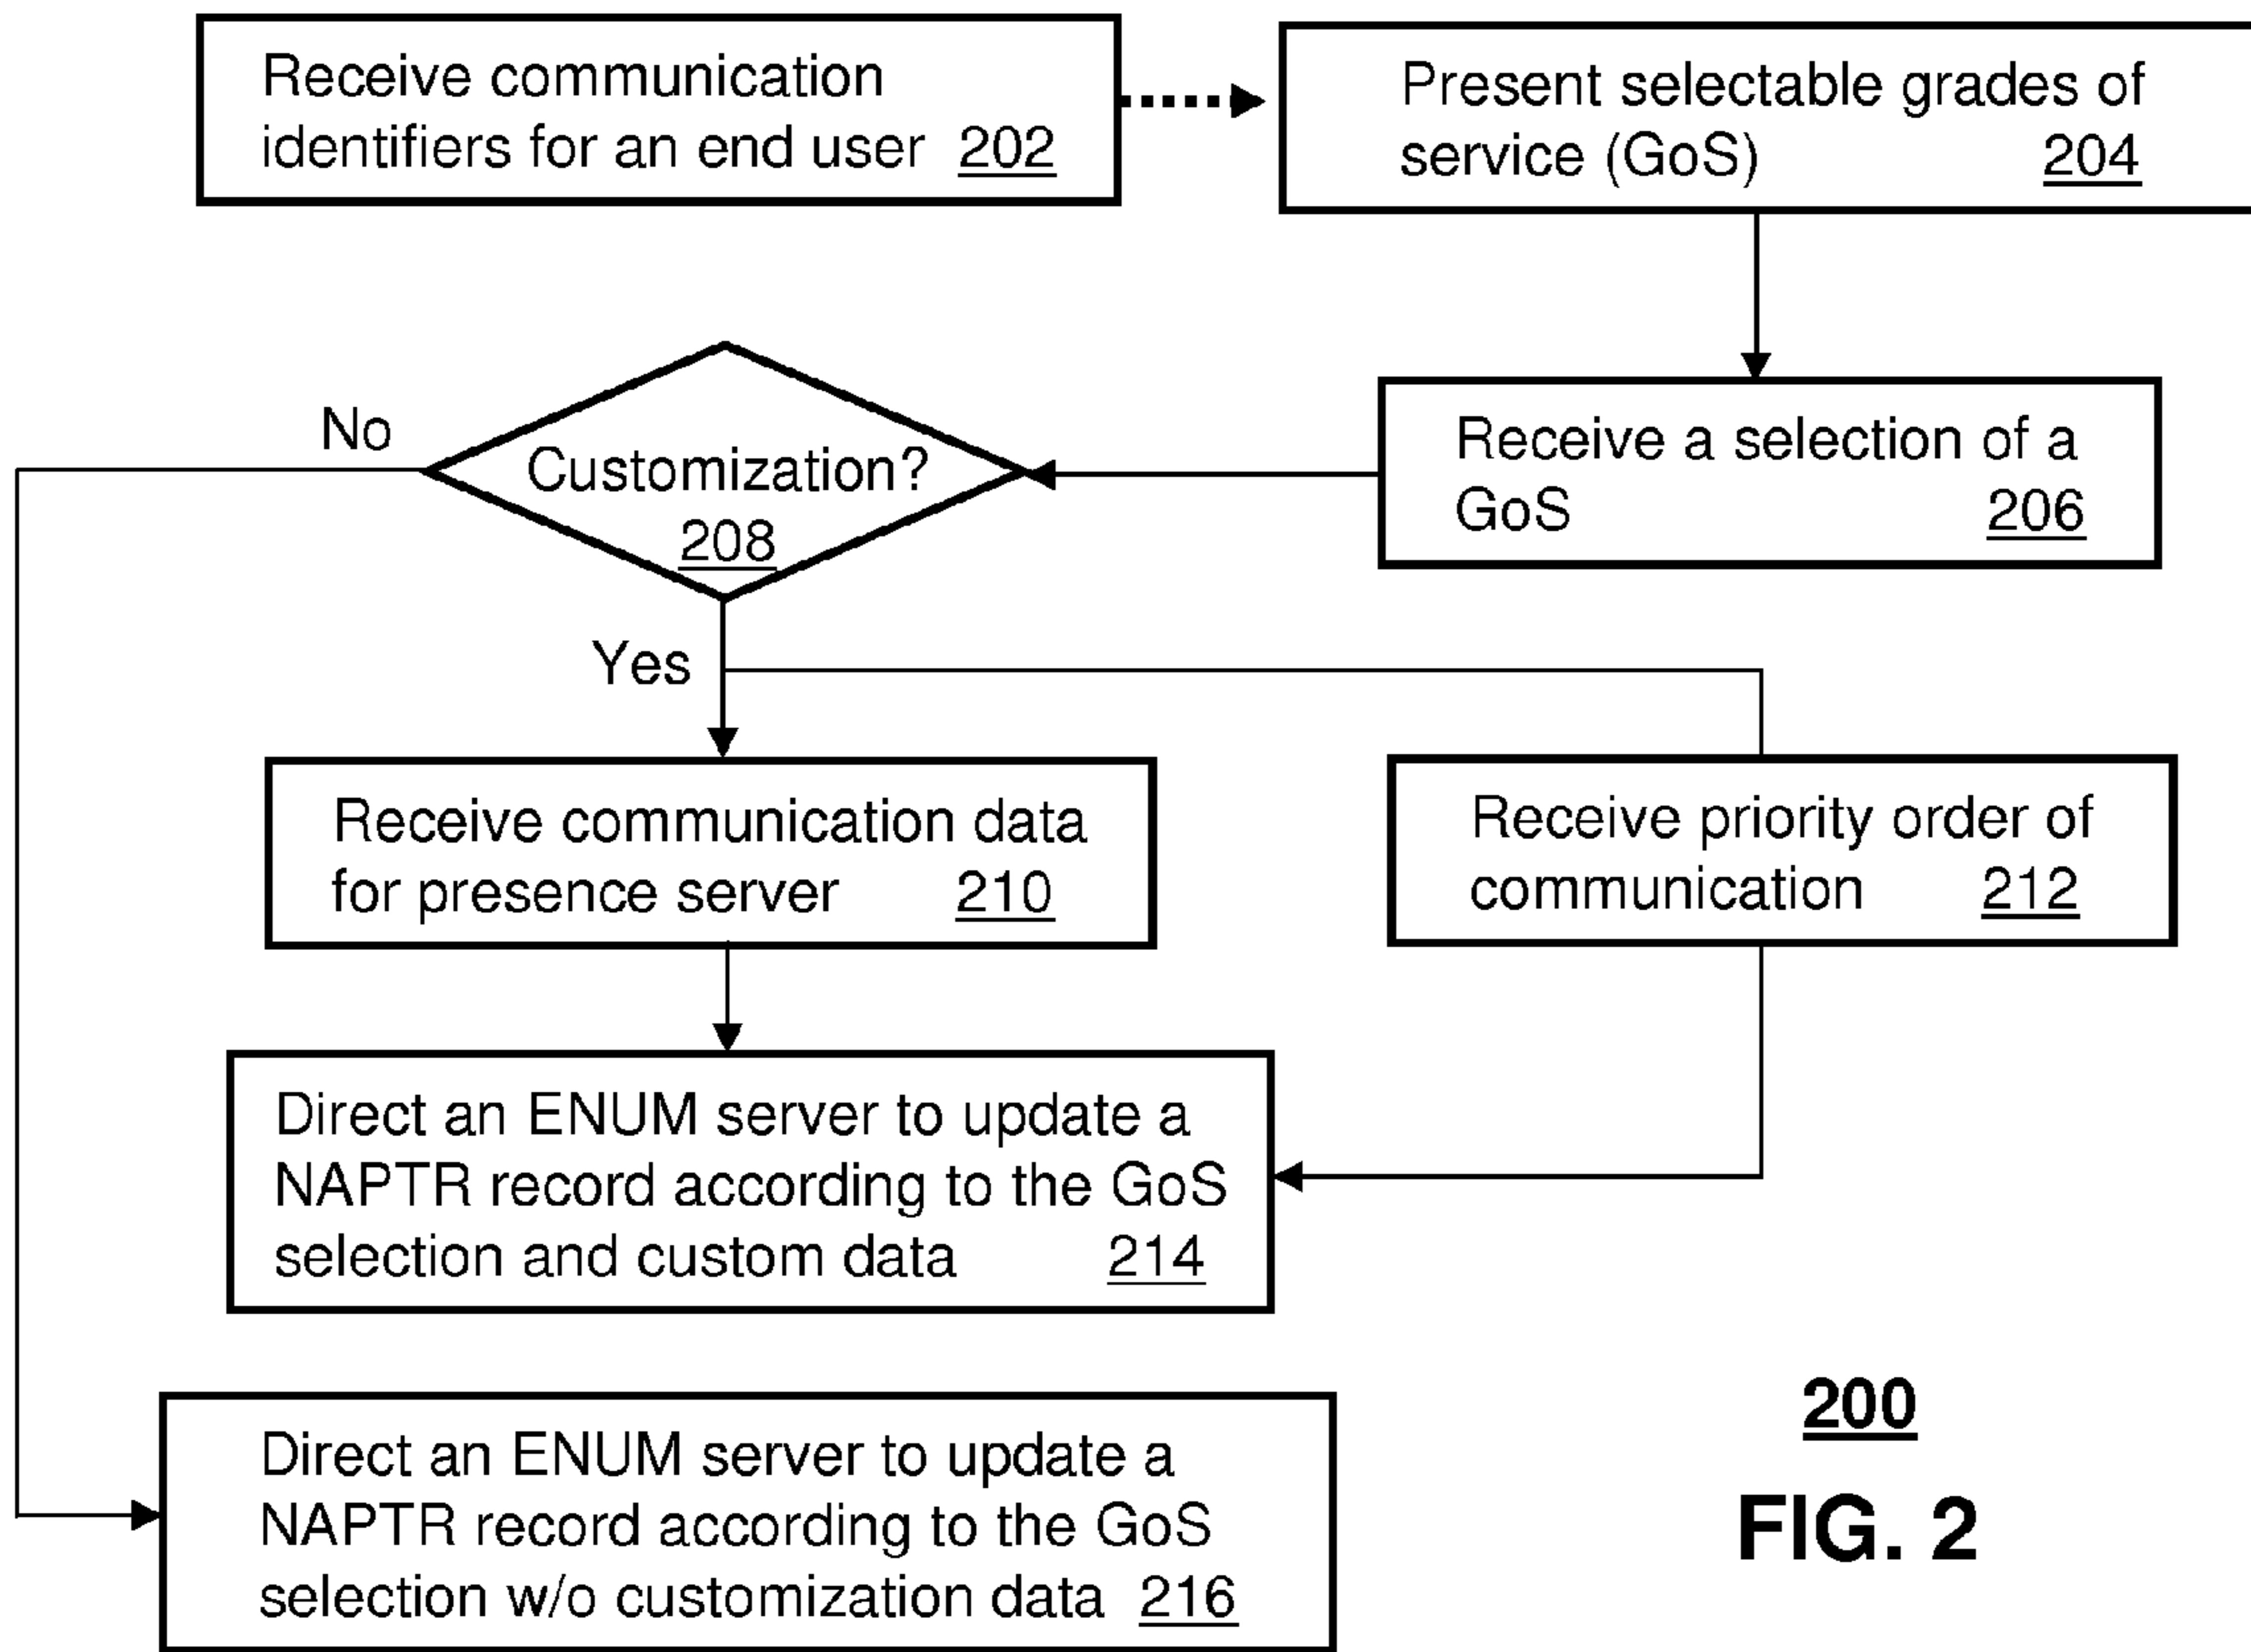 Receive communication
identifiers for an end user 202
Present selectable grades of
service (GoS) 204
Receive a selection of a
GoS 206
Customization?
208
No
Yes
Receive communication data
for presence server 210
Receive priority order of
communication 212
Direct an ENUM server to update a
NAPTR record according to the GoS
selection and custom data 214
Direct an ENUM server to update a
NAPTR record according to the GoS
selection w/o customization data 216
200
FIG. 2